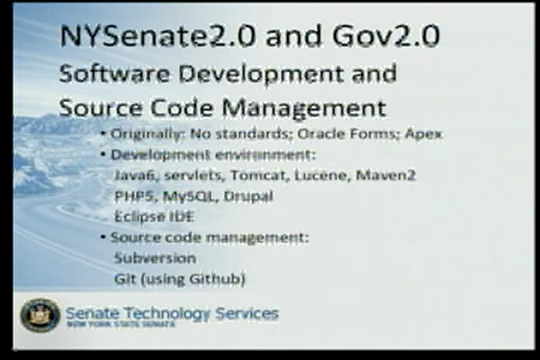 NYSenate2.0 and Gov2.0
Software Development and
Source Code Management
• Originally: No standards; Oracle Forms; Apex
• Development environment:
Java6, servlets, Tomcat, Lucene, Maven2
PHP5, MySQL, Drupal
Eclipse IDE
• Source code management:
Subversion
Git (using Github)
Senate Technology Services
NEW YORK STATE SENATE